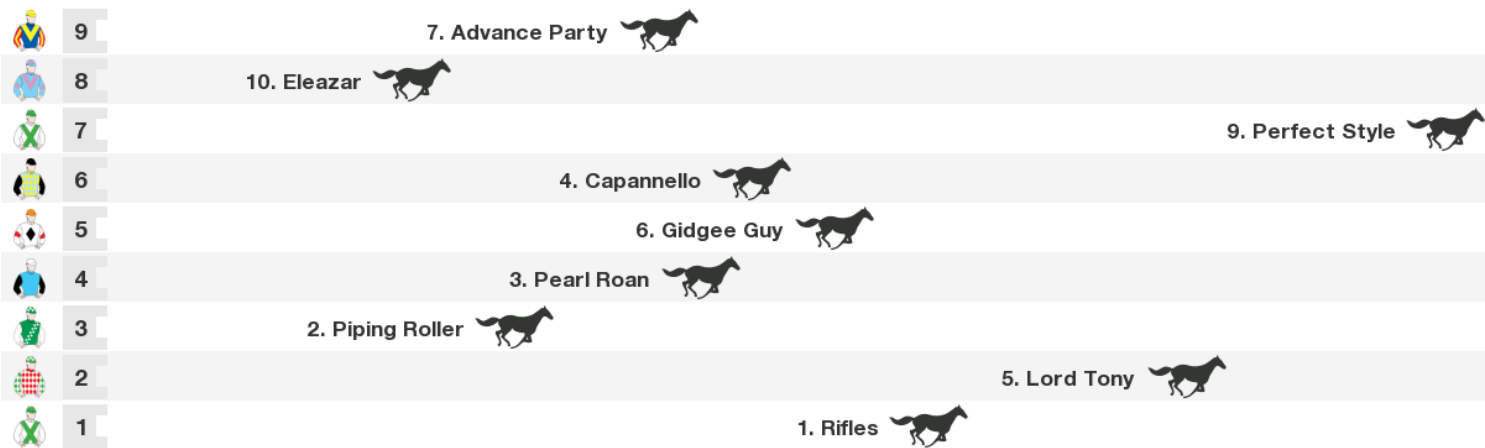 9 7. Advance Party
8 10. Eleazar
7 9. Perfect Style
6 4. Capannello
5 6. Gidgee Guy
4 3. Pearl Roan
3 2. Piping Roller
2 5. Lord Tony
1 1. Rifles